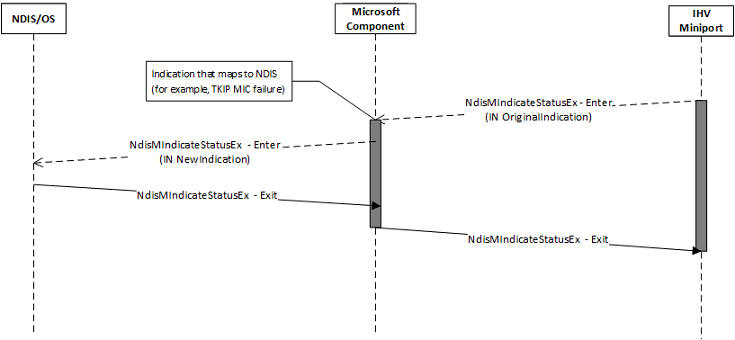 NDIS/OS
Microsoft
Component
IHV
Miniport
Indication that maps to NDIS
(for example, TKIP MIC failure)
NdisMIndicateStatusEx - Enter
(IN OriginalIndication)
NdisMIndicateStatusEx - Enter
(IN NewIndication)
NdisMIndicateStatusEx - Exit
NdisMIndicateStatusEx - Exit